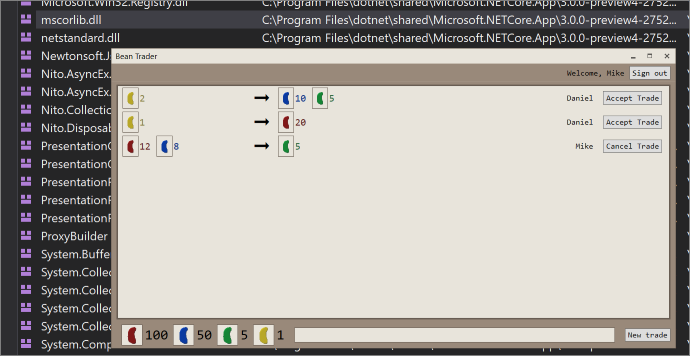 Microsoft.Win32.Registry.dll C:\Program Files\dotnet\shared\Microsoft.NETCore.App\3.0.0-preview4-2752...
mscorlib.dll C:\Program Files\dotnet\shared\Microsoft.NETCore.App\3.0.0-preview4-2752...
netstandard.dll C:\Program Files\dotnet\shared\Microsoft.NETCore.App\3.0.0-preview4-2752...
Newtonsoft.J
Bean Trader
Nito.AsyncEx.
Welcome, Mike Sign out
Nito.AsyncEx.
2 10 5 Daniel Accept Trade
Nito.Collectio
1 20 Daniel Accept Trade
Nito.Disposab
PresentationC
12 8 5 Mike Cancel Trade
PresentationF
PresentationF
PresentationF
PresentationF
ProxyBuilder
System.Buffe
System.Collec
System.Collec
System.Collec
System.Collec
100 50 5 1 New trade
System.Comp